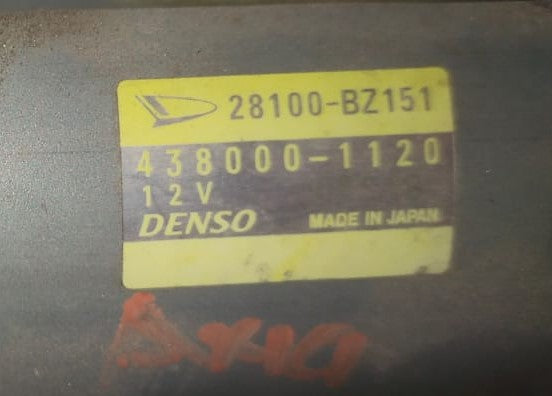 28100-BZ151
438000-1120
12V
DENSO MADE IN JAPAN